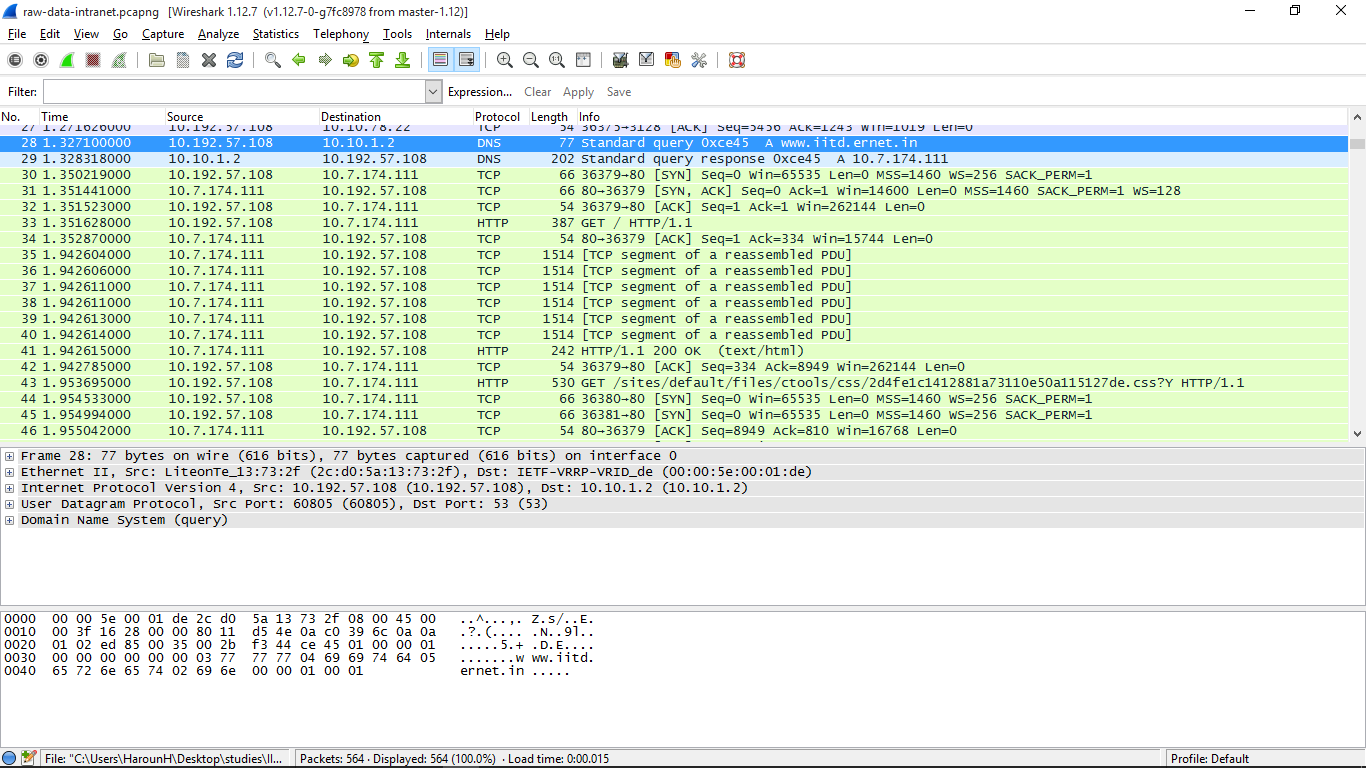 raw-data-intranet.pcapng [Wireshark 1.12.7 (v1.12.7-0-g7fc8978 from master-1.12)]
File Edit View Go Capture Analyze Statistics Telephony Tools Internals Help
Filter: Expression... Clear Apply Save
No. Time Source Destination Protocol Length Info
27 1.271626000 10.192.57.108 10.10.78.22 TCP 54 36375→3128 [ACK] Seq=5456 Ack=1243 Win=1019 Len=0
28 1.327100000 10.192.57.108 10.10.1.2 DNS 77 Standard query 0xce45 A www.iitd.ernet.in
29 1.328318000 10.10.1.2 10.192.57.108 DNS 202 Standard query response 0xce45 A 10.7.174.111
30 1.350219000 10.192.57.108 10.7.174.111 TCP 66 36379→80 [SYN] Seq=0 Win=65535 Len=0 MSS=1460 WS=256 SACK_PERM=1
31 1.351441000 10.7.174.111 10.192.57.108 TCP 66 80→36379 [SYN, ACK] Seq=0 Ack=1 Win=14600 Len=0 MSS=1460 SACK_PERM=1 WS=128
32 1.351523000 10.192.57.108 10.7.174.111 TCP 54 36379→80 [ACK] Seq=1 Ack=1 Win=262144 Len=0
33 1.351628000 10.192.57.108 10.7.174.111 HTTP 387 GET / HTTP/1.1
34 1.352870000 10.7.174.111 10.192.57.108 TCP 54 80→36379 [ACK] Seq=1 Ack=334 Win=15744 Len=0
35 1.942604000 10.7.174.111 10.192.57.108 TCP 1514 [TCP segment of a reassembled PDU]
36 1.942606000 10.7.174.111 10.192.57.108 TCP 1514 [TCP segment of a reassembled PDU]
37 1.942611000 10.7.174.111 10.192.57.108 TCP 1514 [TCP segment of a reassembled PDU]
38 1.942611000 10.7.174.111 10.192.57.108 TCP 1514 [TCP segment of a reassembled PDU]
39 1.942613000 10.7.174.111 10.192.57.108 TCP 1514 [TCP segment of a reassembled PDU]
40 1.942614000 10.7.174.111 10.192.57.108 TCP 1514 [TCP segment of a reassembled PDU]
41 1.942615000 10.7.174.111 10.192.57.108 HTTP 242 HTTP/1.1 200 OK (text/html)
42 1.942785000 10.192.57.108 10.7.174.111 TCP 54 36379→80 [ACK] Seq=334 Ack=8949 Win=262144 Len=0
43 1.953695000 10.192.57.108 10.7.174.111 HTTP 530 GET /sites/default/files/ctools/css/2d4fe1c1412881a73110e50a115127de.css?Y HTTP/1.1
44 1.954533000 10.192.57.108 10.7.174.111 TCP 66 36380→80 [SYN] Seq=0 Win=65535 Len=0 MSS=1460 WS=256 SACK_PERM=1
45 1.954994000 10.192.57.108 10.7.174.111 TCP 66 36381→80 [SYN] Seq=0 Win=65535 Len=0 MSS=1460 WS=256 SACK_PERM=1
46 1.955042000 10.7.174.111 10.192.57.108 TCP 54 80→36379 [ACK] Seq=8949 Ack=810 Win=16768 Len=0
Frame 28: 77 bytes on wire (616 bits), 77 bytes captured (616 bits) on interface 0
Ethernet II, Src: LiteonTe_13:73:2f (2c:d0:5a:13:73:2f), Dst: IETF-VRRP-VRID_de (00:00:5e:00:01:de)
Internet Protocol Version 4, Src: 10.192.57.108 (10.192.57.108), Dst: 10.10.1.2 (10.10.1.2)
User Datagram Protocol, Src Port: 60805 (60805), Dst Port: 53 (53)
Domain Name System (query)
0000 00 00 5e 00 01 de 2c d0 5a 13 73 2f 08 00 45 00 ..^...,. Z.s/..E.
0010 00 3f 16 28 00 00 80 11 d5 4e 0a c0 39 6c 0a 0a .?.(.... .N..9l..
0020 01 02 ed 85 00 35 00 2b f3 44 ce 45 01 00 00 01 .....5.+ .D.E....
0030 00 00 00 00 00 00 03 77 77 77 04 69 69 74 64 05 .......w ww.iitd.
0040 65 72 6e 65 74 02 69 6e 00 00 01 00 01 ernet.in .....
File: "C:\Users\HarounH\Desktop\studies\II... Packets: 564 · Displayed: 564 (100.0%) · Load time: 0:00.015 Profile: Default